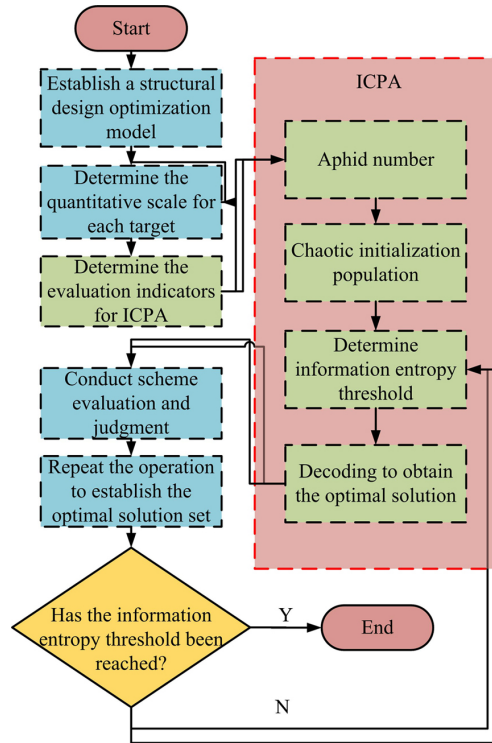 Start
Establish a structural
design optimization
model
Determine the
quantitative scale for
each target
Determine the
evaluation indicators
for ICPA
ICPA
Aphid number
Chaotic initialization
population
Determine
information entropy
threshold
Decoding to obtain
the optimal solution
Conduct scheme
evaluation and
judgment
Repeat the operation
to establish the
optimal solution set
Has the information
entropy threshold been
reached?
Y
End
N